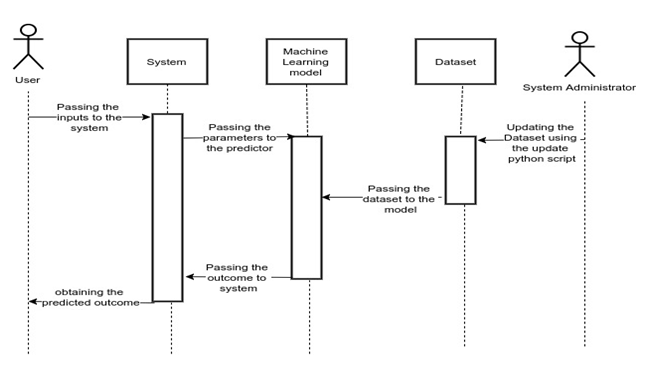 User
System
Machine
Learning
model
Dataset
System Administrator
Passing the
inputs to the
system
Passing the
parameters to
the predictor
Updating the
Dataset using
the update
python script
Passing the
dataset to the
model
Passing the
outcome to
system
obtaining the
predicted outcome